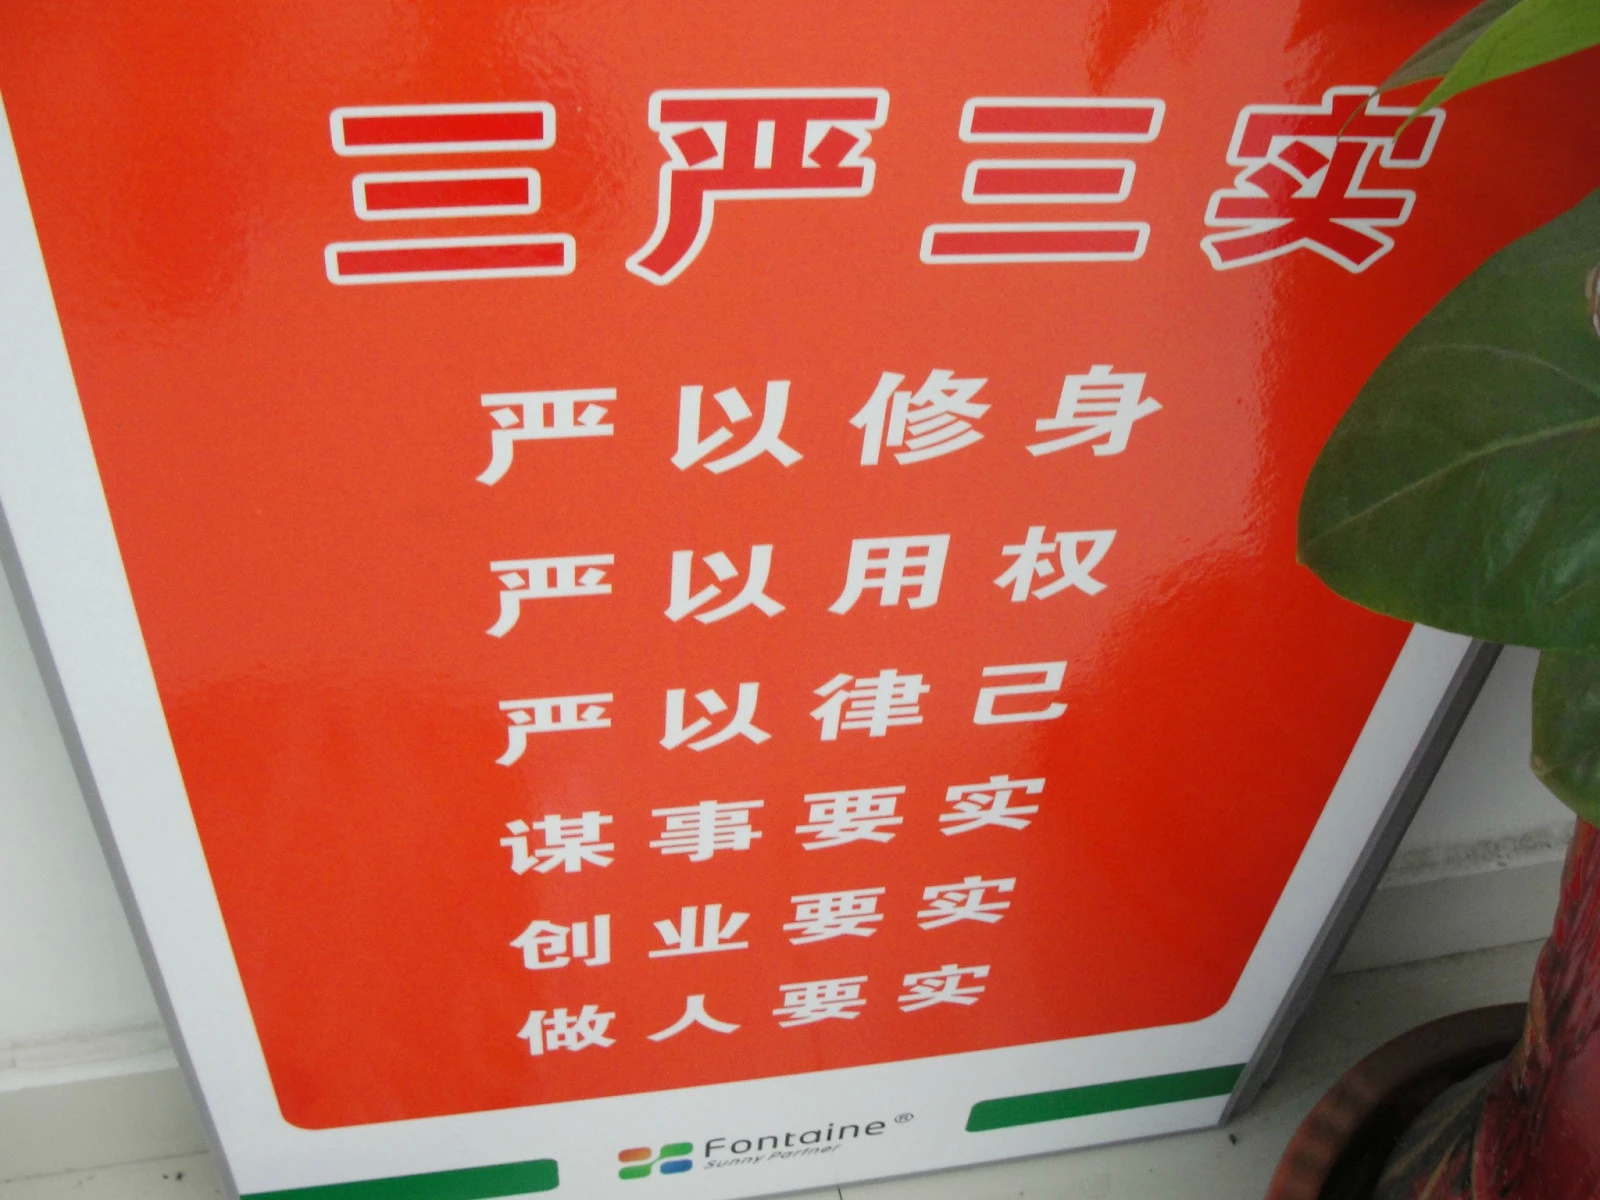 三严三实
严以修身
严以用权
严以律己
谋事要实
创业要实
做人要实
Fontaine®
Sunny Partner